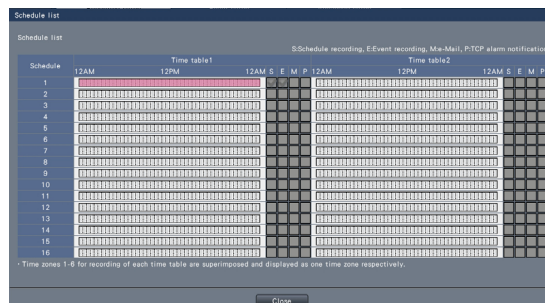 Schedule list
Schedule list
S:Schedule recording, E:Event recording, M:e-Mail, P:TCP alarm notification
Schedule Time table1 Time table2
12AM 12PM 12AM S E M P 12AM 12PM 12AM S E M P
1
2
3
4
5
6
7
8
9
10
11
12
13
14
15
16
・Time zones 1-6 for recording of each time table are superimposed and displayed as one time zone respectively.
Close